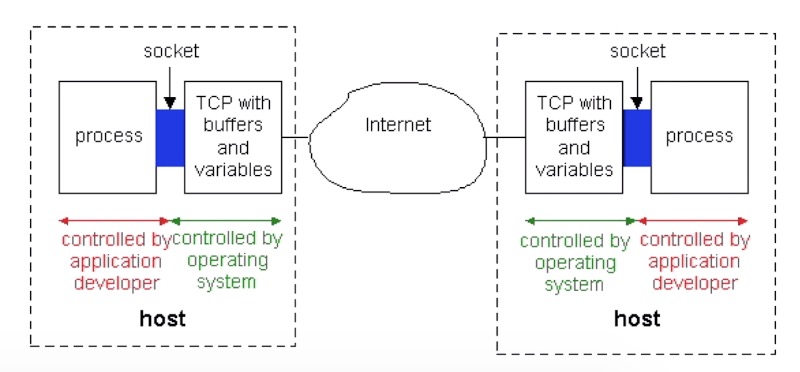 socket
process
TCP with
buffers
and
variables
controlled by
application
developer
controlled by
operating
system
host
Internet
socket
TCP with
buffers
and
variables
process
controlled by
operating
system
controlled by
application
developer
host